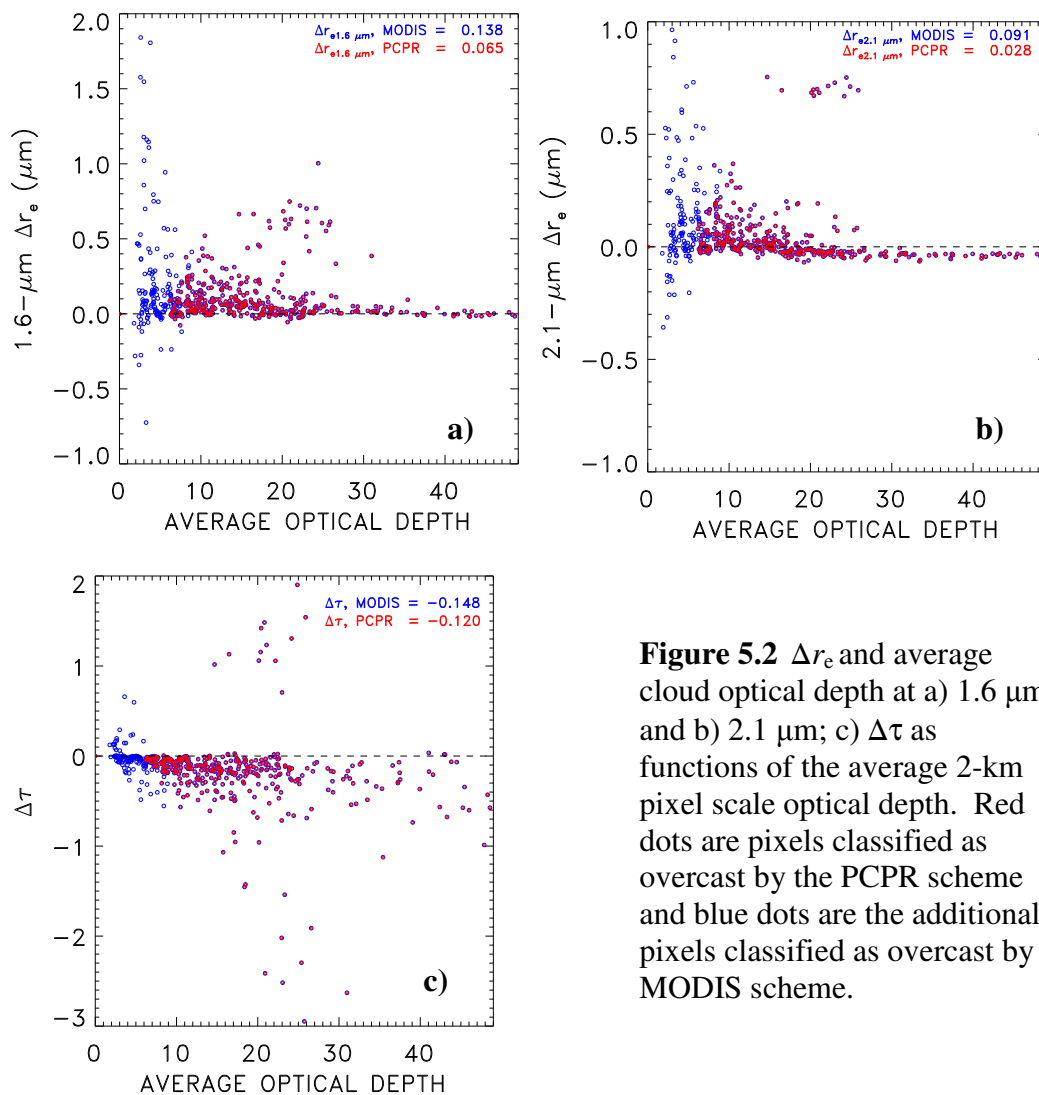 Δre1.6 μm, MODIS = 0.138
Δre1.6 μm, PCPR = 0.065
2.0
1.5
1.0
0.5
0.0
−0.5
−1.0
1.6−μm Δre (μm)
a)
0 10 20 30 40
AVERAGE OPTICAL DEPTH
Δre2.1 μm, MODIS = 0.091
Δre2.1 μm, PCPR = 0.028
1.0
0.5
0.0
−0.5
−1.0
2.1−μm Δre (μm)
b)
0 10 20 30 40
AVERAGE OPTICAL DEPTH
Δτ, MODIS = −0.148
Δτ, PCPR = −0.120
2
1
0
−1
−2
−3
Δτ
c)
0 10 20 30 40
AVERAGE OPTICAL DEPTH
Figure 5.2 Δre and average
cloud optical depth at a) 1.6 μm
and b) 2.1 μm; c) Δτ as
functions of the average 2-km
pixel scale optical depth. Red
dots are pixels classified as
overcast by the PCPR scheme
and blue dots are the additional
pixels classified as overcast by
MODIS scheme.